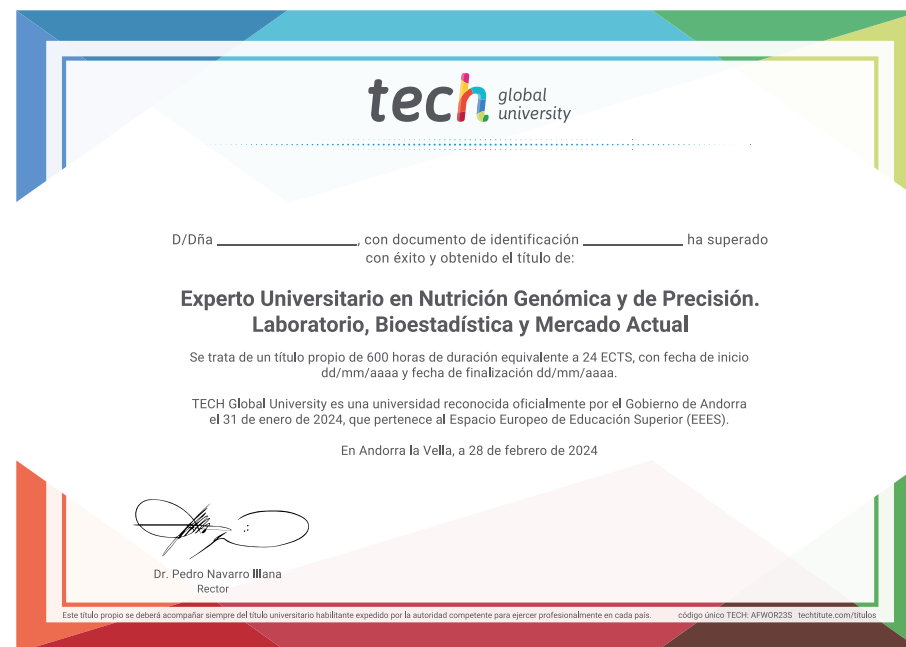 tech global university
D/Dña ________________, con documento de identificación ____________ ha superado
con éxito y obtenido el título de:
Experto Universitario en Nutrición Genómica y de Precisión.
Laboratorio, Bioestadística y Mercado Actual
Se trata de un título propio de 600 horas de duración equivalente a 24 ECTS, con fecha de inicio
dd/mm/aaaa y fecha de finalización dd/mm/aaaa.
TECH Global University es una universidad reconocida oficialmente por el Gobierno de Andorra
el 31 de enero de 2024, que pertenece al Espacio Europeo de Educación Superior (EEES).
En Andorra la Vella, a 28 de febrero de 2024
Dr. Pedro Navarro Illana
Rector
Este título propio se deberá acompañar siempre del título universitario habilitante expedido por la autoridad competente para ejercer profesionalmente en cada país. código único TECH: AFWOR23S techtitute.com/titulos